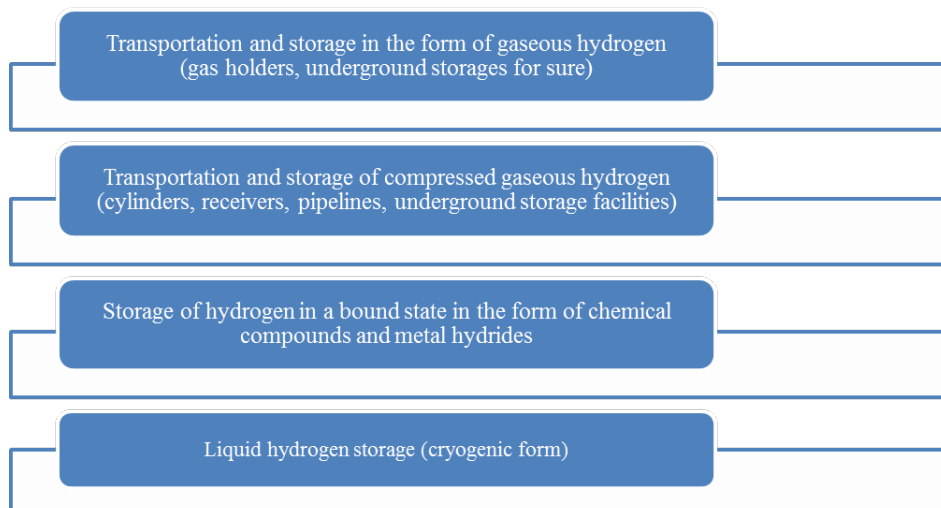 Transportation and storage in the form of gaseous hydrogen
(gas holders, underground storages for sure)
Transportation and storage of compressed gaseous hydrogen
(cylinders, receivers, pipelines, underground storage facilities)
Storage of hydrogen in a bound state in the form of chemical
compounds and metal hydrides
Liquid hydrogen storage (cryogenic form)